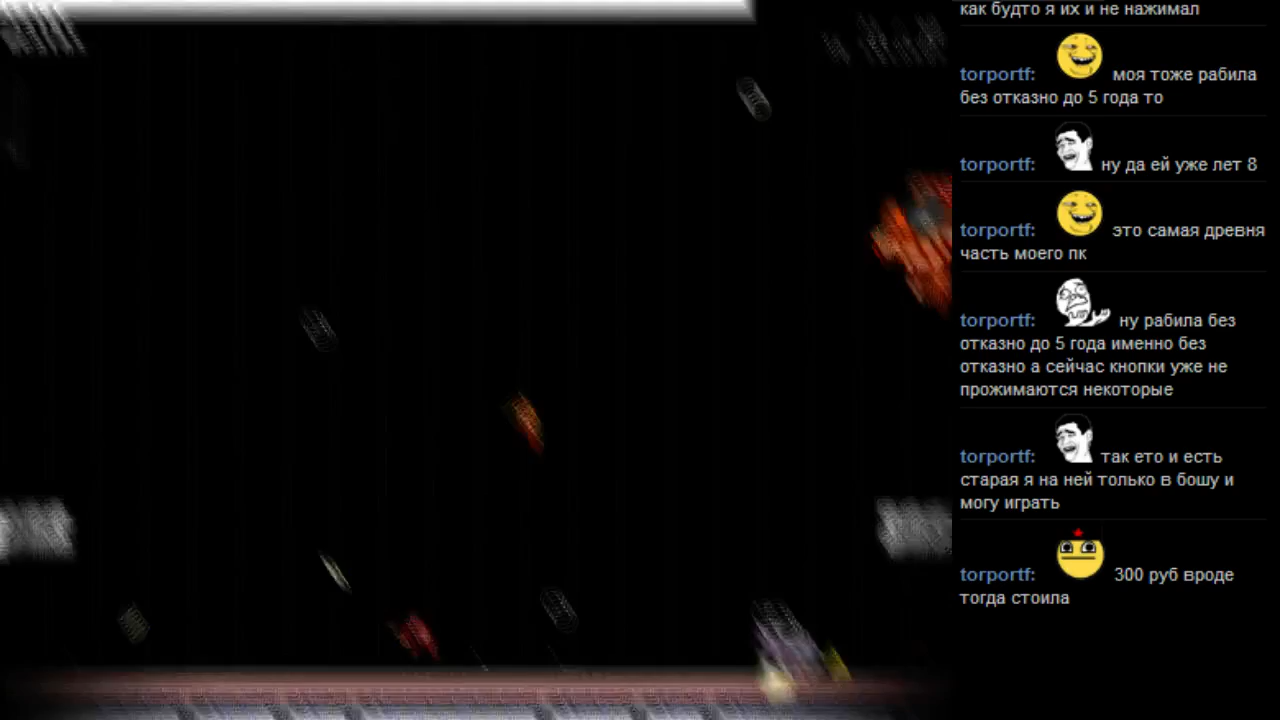 как будто я их и не нажимал
torportf: моя тоже рабила
без отказно до 5 года то
torportf: ну да ей уже лет 8
torportf: это самая древня
часть моего пк
torportf: ну рабила без
отказно до 5 года именно без
отказно а сейчас кнопки уже не
прожимаются некоторые
torportf: так ето и есть
старая я на ней только в бошу и
могу играть
torportf: 300 руб вроде
тогда стоила